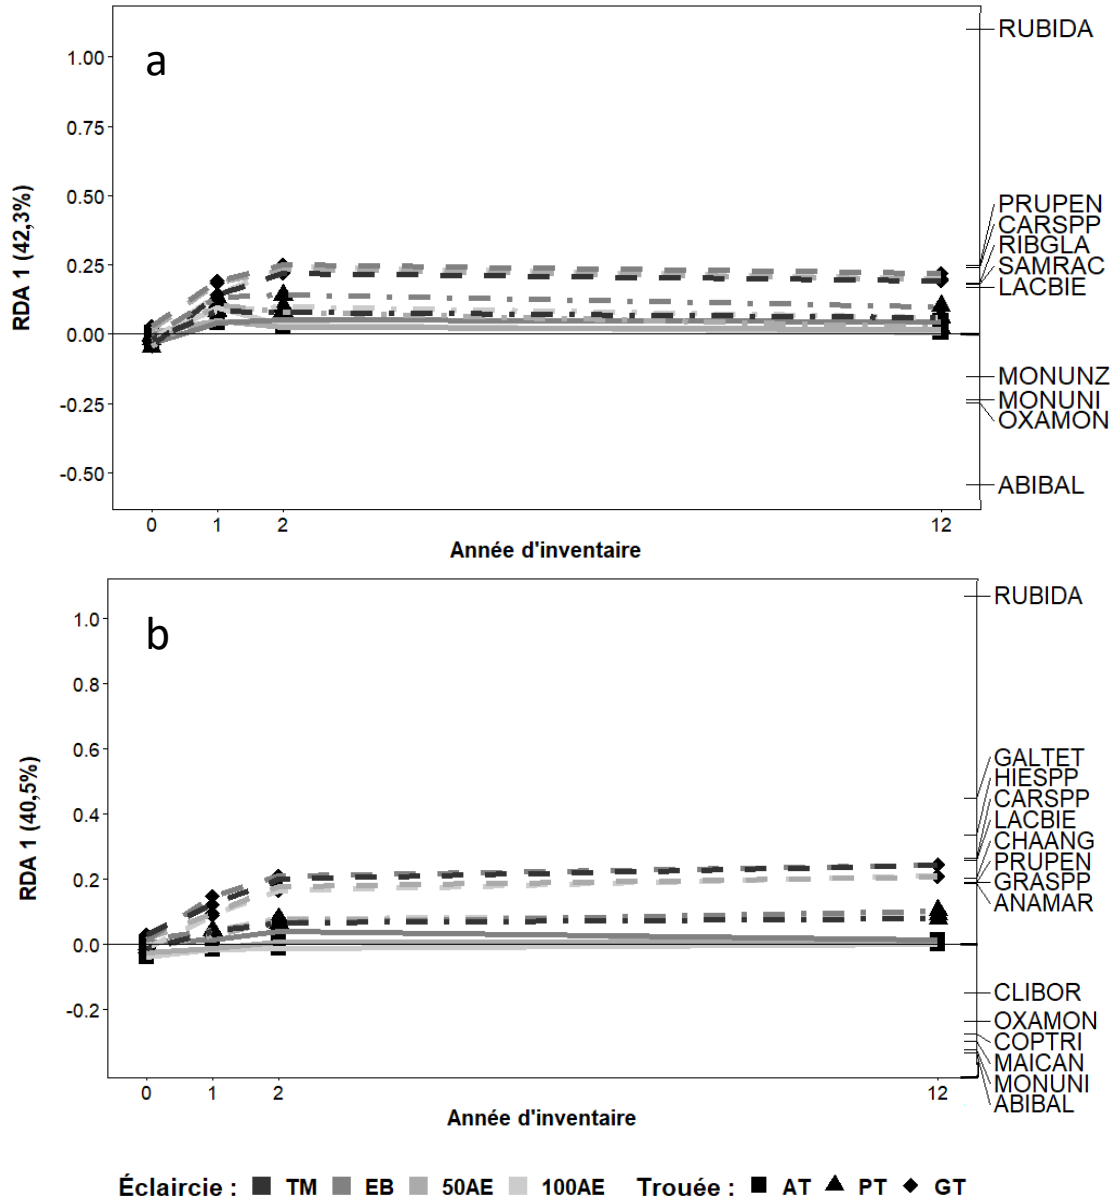 a
RDA 1 (42,3%)
1.00
0.75
0.50
0.25
0.00
-0.25
-0.50
0 1 2 12
Année d'inventaire
RUBIDA
PRUPEN
CARSPP
RIBGLA
SAMRAC
LACBIE
MONUNZ
MONUNI
OXAMON
ABIBAL
b
RDA 1 (40,5%)
1.0
0.8
0.6
0.4
0.2
0.0
-0.2
0 1 2 12
Année d'inventaire
RUBIDA
GALTET
HIESPP
CARSPP
LACBIE
CHAANG
PRUPEN
GRASPP
ANAMAR
CLIBOR
OXAMON
COPTRI
MAICAN
MONUNI
ABIBAL
Éclaircie : TM EB 50AE 100AE Trouée : AT PT GT